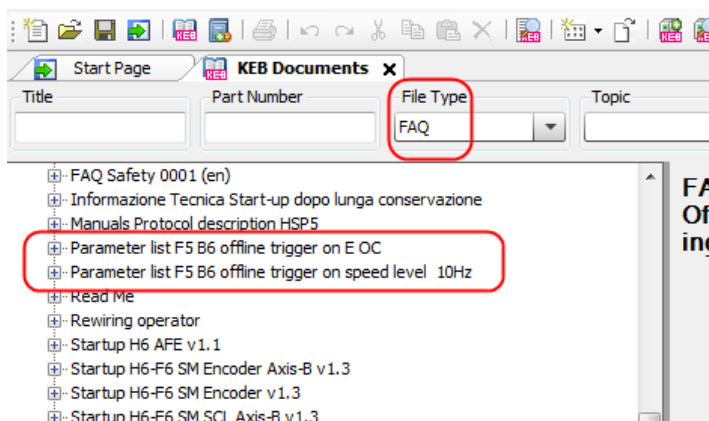 Start Page
KEB Documents
Title Part Number File Type Topic
FAQ
FAQ Safety 0001 (en)
Informazione Tecnica Start-up dopo lunga conservazione
Manuals Protocol description HSP5
Parameter list F5 B6 offline trigger on E OC
Parameter list F5 B6 offline trigger on speed level 10Hz
Read Me
Rewiring operator
Startup H6 AFE v1.1
Startup H6-F6 SM Encoder Axis-B v1.3
Startup H6-F6 SM Encoder v1.3
Startup H6-F6 SM SCL Axis-B v1.3